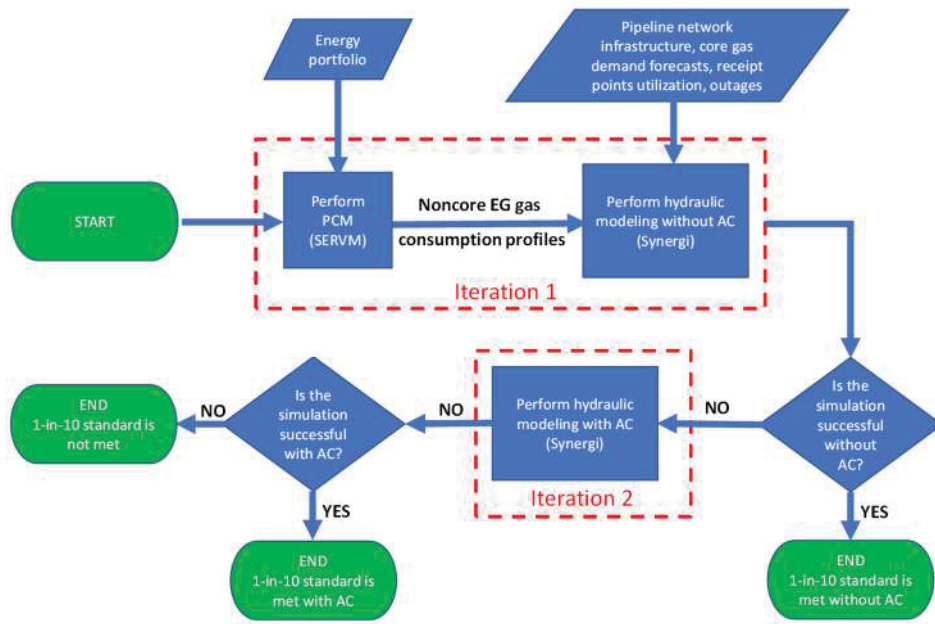 Energy
portfolio
Pipeline network
infrastructure, core gas
demand forecasts, receipt
points utilization, outages
START
Perform
PCM
(SERVM)
Noncore EG gas
consumption profiles
Perform hydraulic
modeling without AC
(Synergi)
Iteration 1
Is the
simulation
successful
without
AC?
NO
YES
END
1-in-10 standard is
met without AC
Perform hydraulic
modeling with AC
(Synergi)
Iteration 2
NO
Is the
simulation
successful
with AC?
NO
YES
END
1-in-10 standard is
not met
END
1-in-10 standard is
met with AC